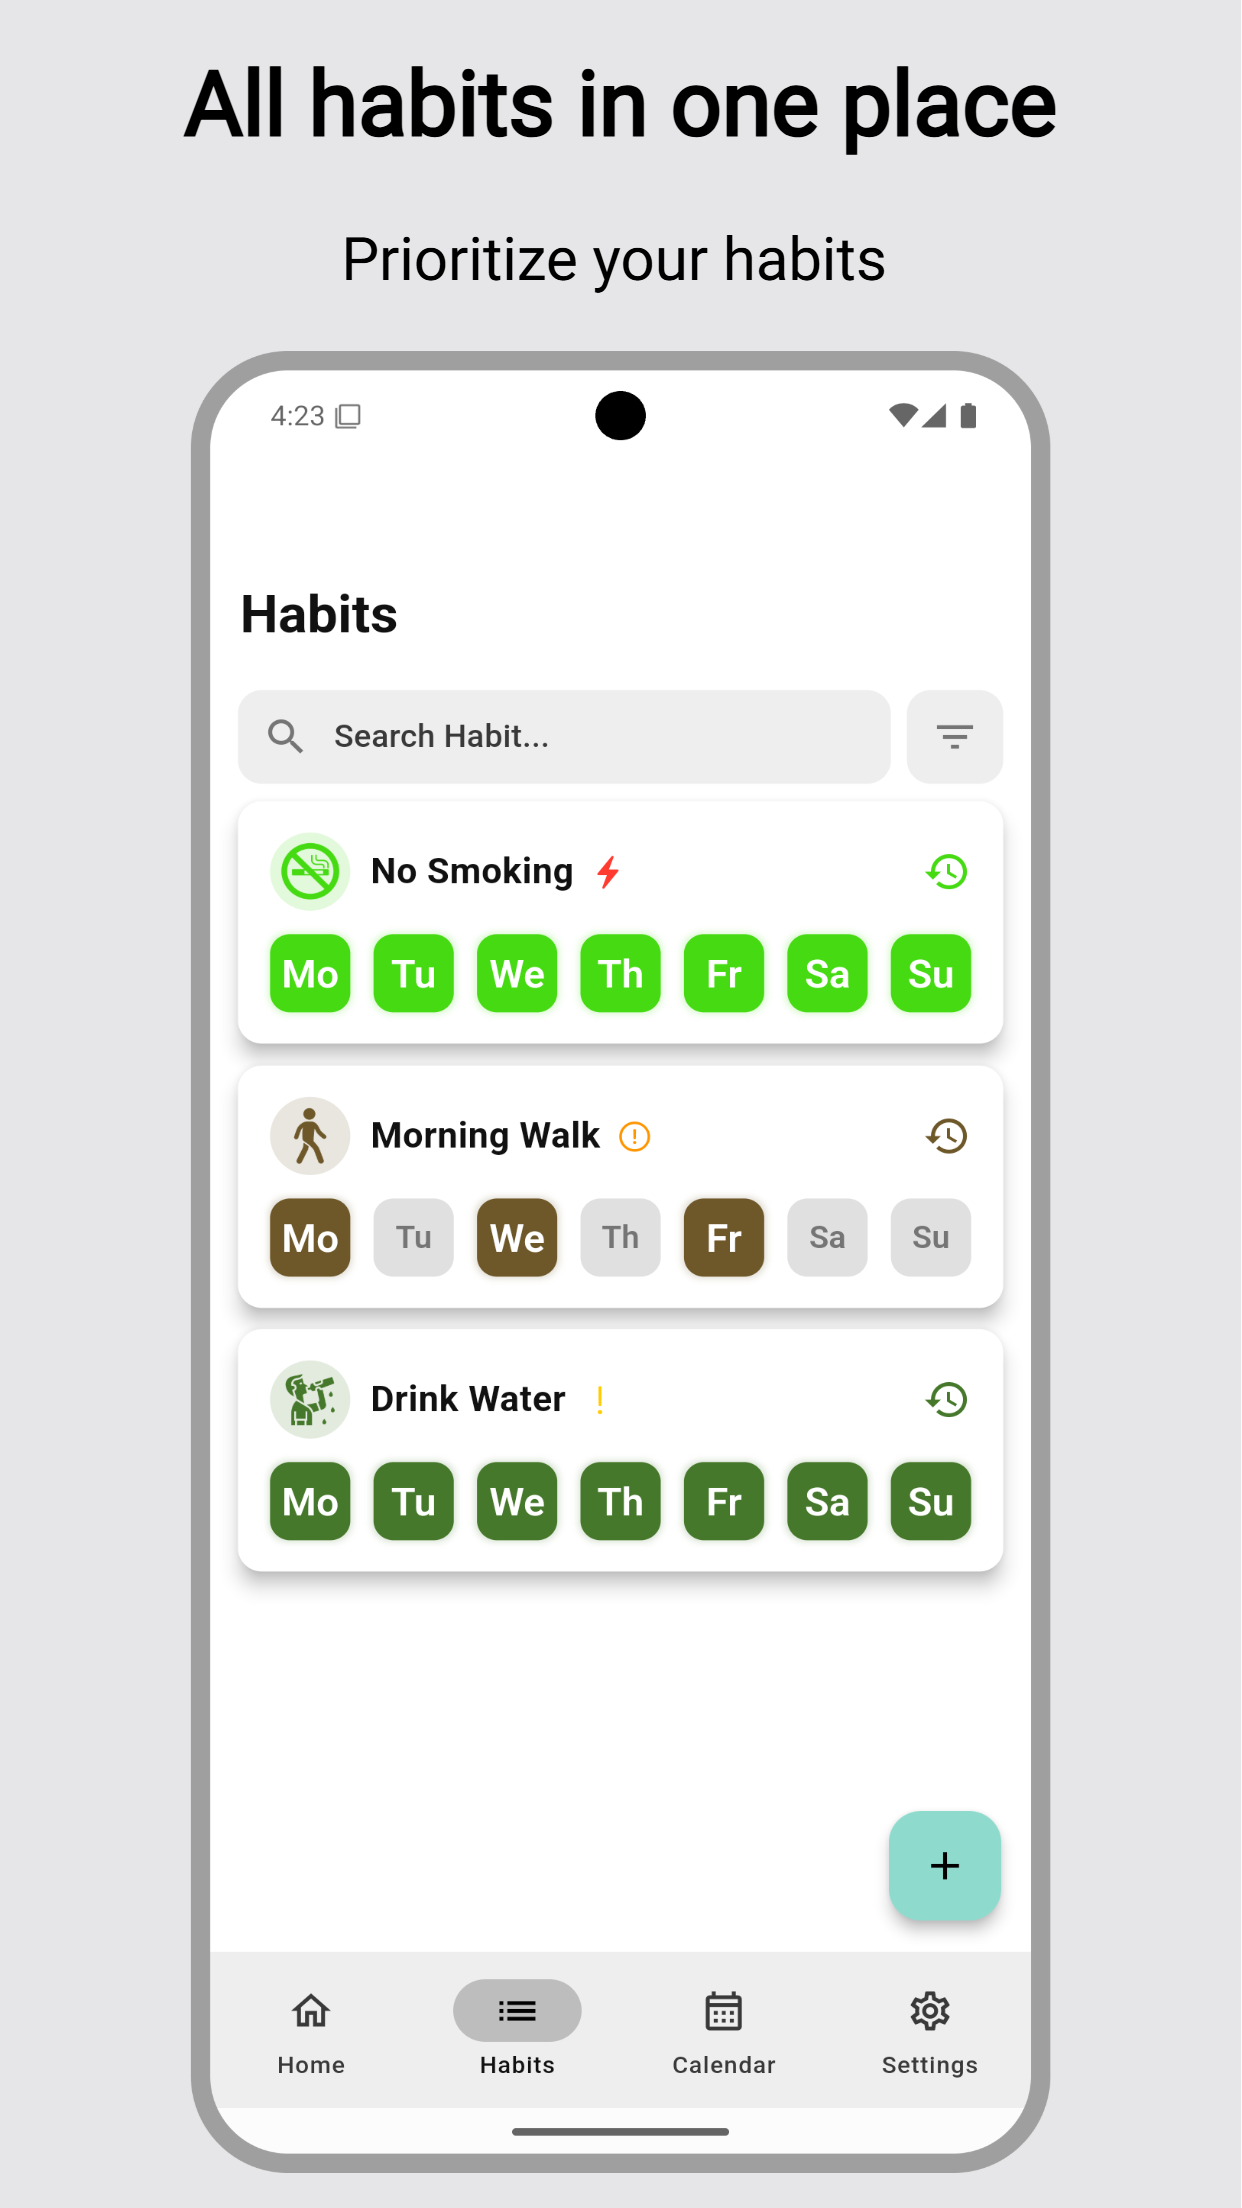 All habits in one place
Prioritize your habits
4:23
Habits
Search Habit...
No Smoking
Mo Tu We Th Fr Sa Su
Morning Walk
Mo Tu We Th Fr Sa Su
Drink Water
Mo Tu We Th Fr Sa Su
Home Habits Calendar Settings